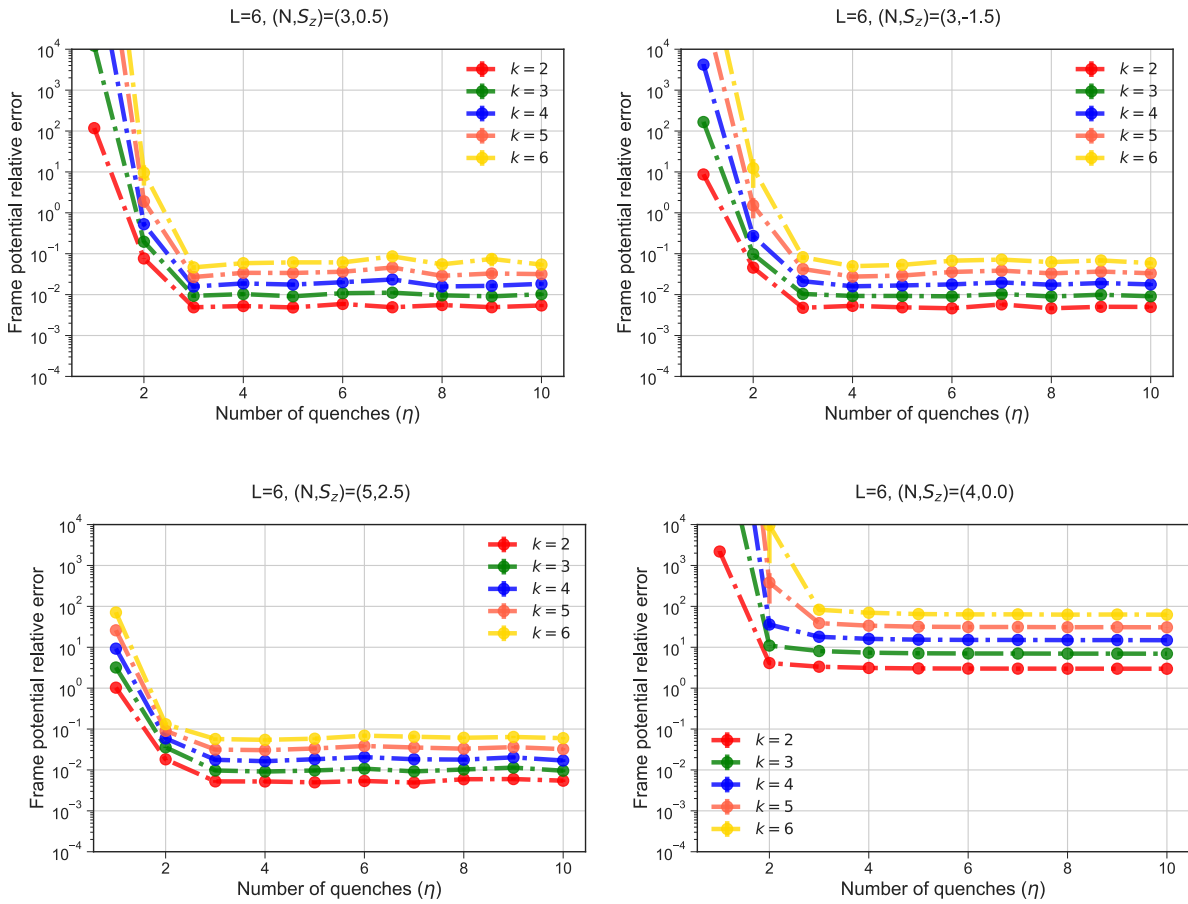 L=6, (N,S_z)=(3,0.5)
Frame potential relative error
10^4
10^3
10^2
10^1
10^0
10^−1
10^−2
10^−3
10^−4
k = 2
k = 3
k = 4
k = 5
k = 6
2 4 6 8 10
Number of quenches (η)
L=6, (N,S_z)=(3,-1.5)
Frame potential relative error
10^4
10^3
10^2
10^1
10^0
10^−1
10^−2
10^−3
10^−4
k = 2
k = 3
k = 4
k = 5
k = 6
2 4 6 8 10
Number of quenches (η)
L=6, (N,S_z)=(5,2.5)
Frame potential relative error
10^4
10^3
10^2
10^1
10^0
10^−1
10^−2
10^−3
10^−4
k = 2
k = 3
k = 4
k = 5
k = 6
2 4 6 8 10
Number of quenches (η)
L=6, (N,S_z)=(4,0.0)
Frame potential relative error
10^4
10^3
10^2
10^1
10^0
10^−1
10^−2
10^−3
10^−4
k = 2
k = 3
k = 4
k = 5
k = 6
2 4 6 8 10
Number of quenches (η)